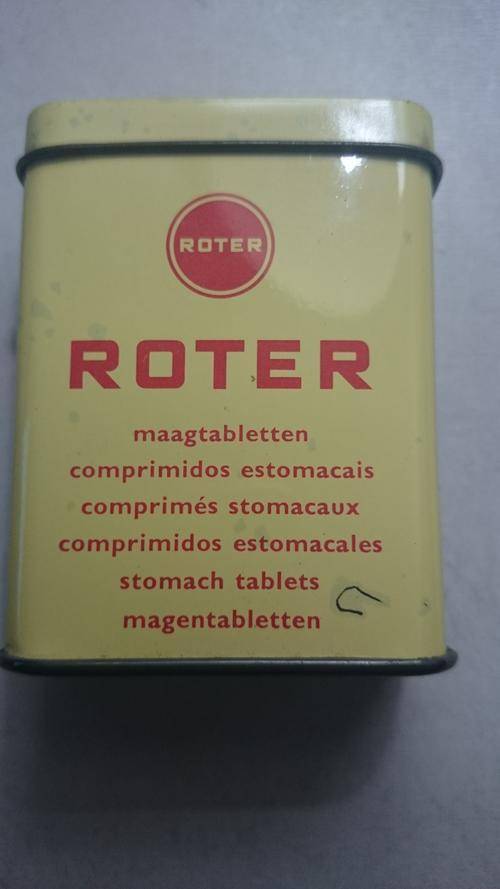 ROTER
ROTER
maagtabletten
comprimidos estomacais
comprimés stomacaux
comprimidos estomacales
stomach tablets
magentabletten